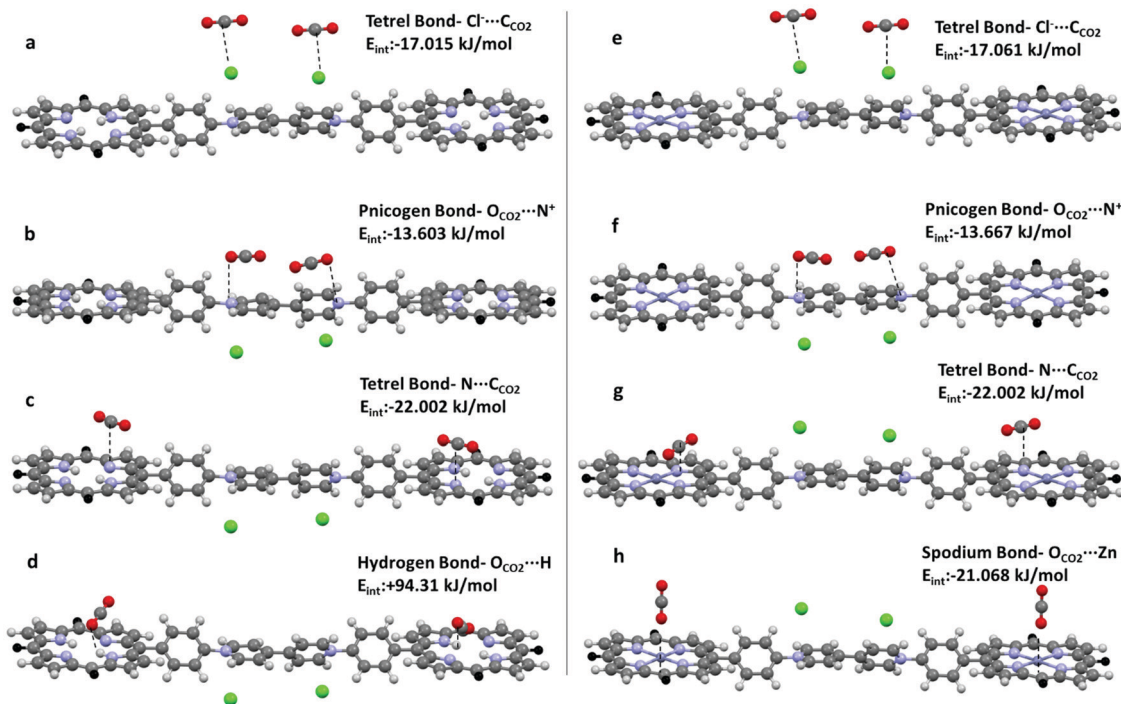 a
Tetrel Bond- Cl⁻···C_CO2
E_int:-17.015 kJ/mol
b
Pnicogen Bond- O_CO2···N⁺
E_int:-13.603 kJ/mol
c
Tetrel Bond- N···C_CO2
E_int:-22.002 kJ/mol
d
Hydrogen Bond- O_CO2···H
E_int:+94.31 kJ/mol
e
Tetrel Bond- Cl⁻···C_CO2
E_int:-17.061 kJ/mol
f
Pnicogen Bond- O_CO2···N⁺
E_int:-13.667 kJ/mol
g
Tetrel Bond- N···C_CO2
E_int:-22.002 kJ/mol
h
Spodium Bond- O_CO2···Zn
E_int:-21.068 kJ/mol